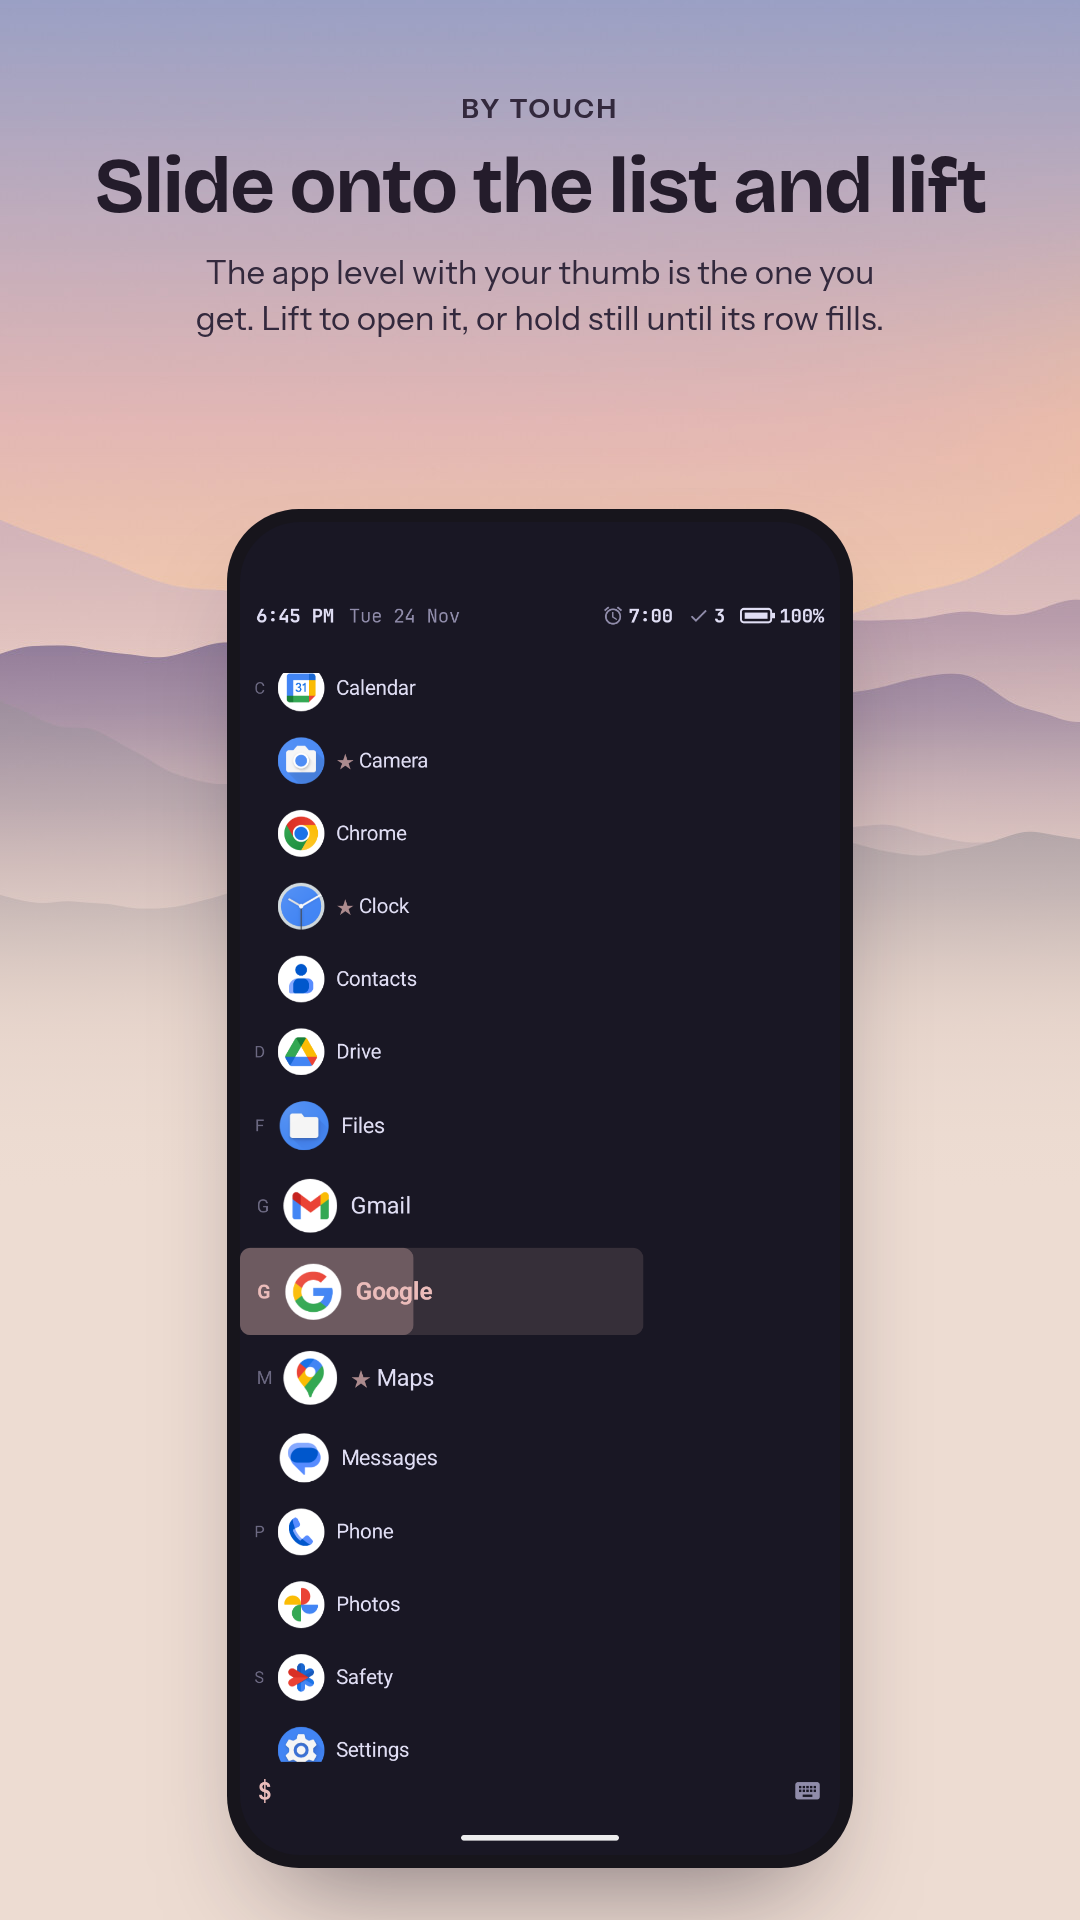 BY TOUCH
Slide onto the list and lift
The app level with your thumb is the one you
get. Lift to open it, or hold still until its row fills.
6:45 PM Tue 24 Nov 7:00 3 100%
C 31 Calendar
★ Camera
Chrome
★ Clock
Contacts
D Drive
F Files
G Gmail
G Google
M ★ Maps
Messages
P Phone
Photos
S Safety
Settings
$